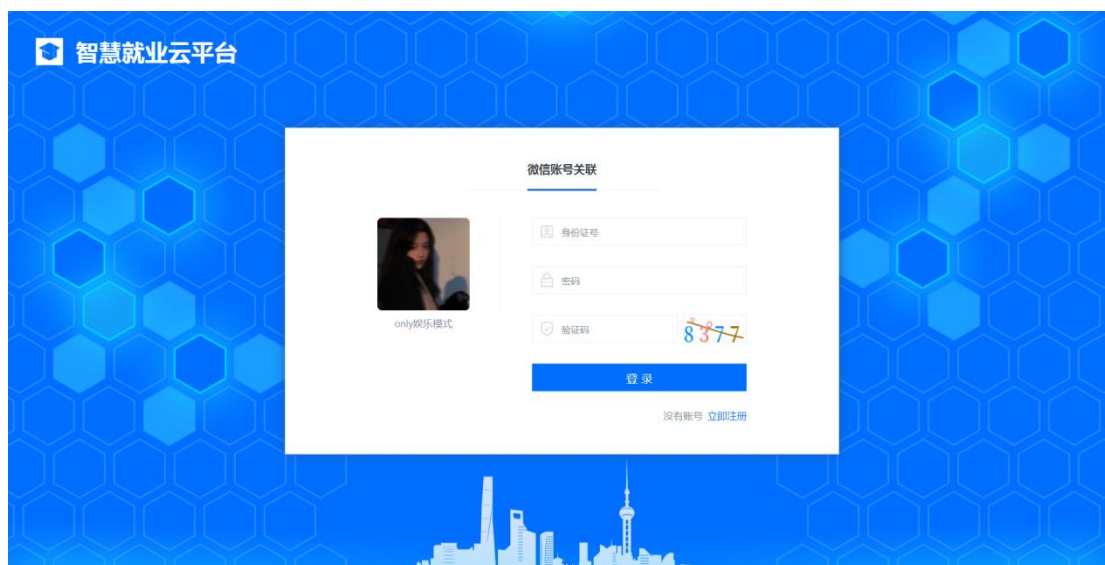 智慧就业云平台
微信账号关联
身份证号
密码
only娱乐模式
验证码
8377
登录
没有账号 立即注册